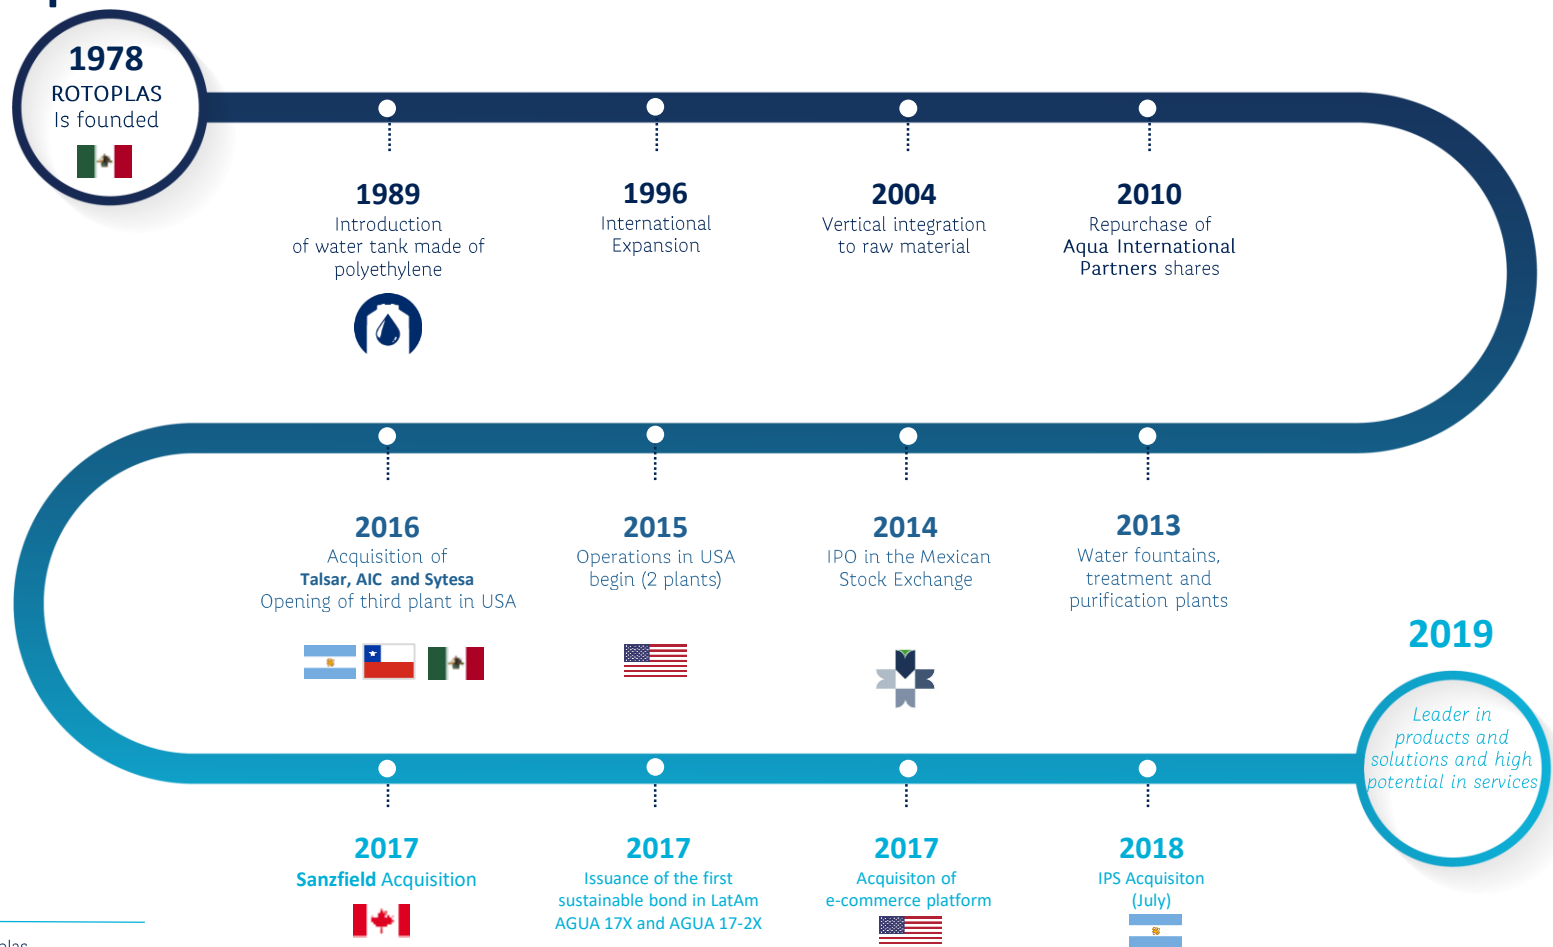 1978
ROTOPLAS
Is founded
1989
Introduction
of water tank made of
polyethylene
1996
International
Expansion
2004
Vertical integration
to raw material
2010
Repurchase of
Aqua International
Partners shares
2013
Water fountains,
treatment and
purification plants
2014
IPO in the Mexican
Stock Exchange
2015
Operations in USA
begin (2 plants)
2016
Acquisition of
Talsar, AIC and Sytesa
Opening of third plant in USA
2017
Sanzfield Acquisition
2017
Issuance of the first
sustainable bond in LatAm
AGUA 17X and AGUA 17-2X
2017
Acquisiton of
e-commerce platform
2018
IPS Acquisiton
(July)
2019
Leader in
products and
solutions and high
potential in services